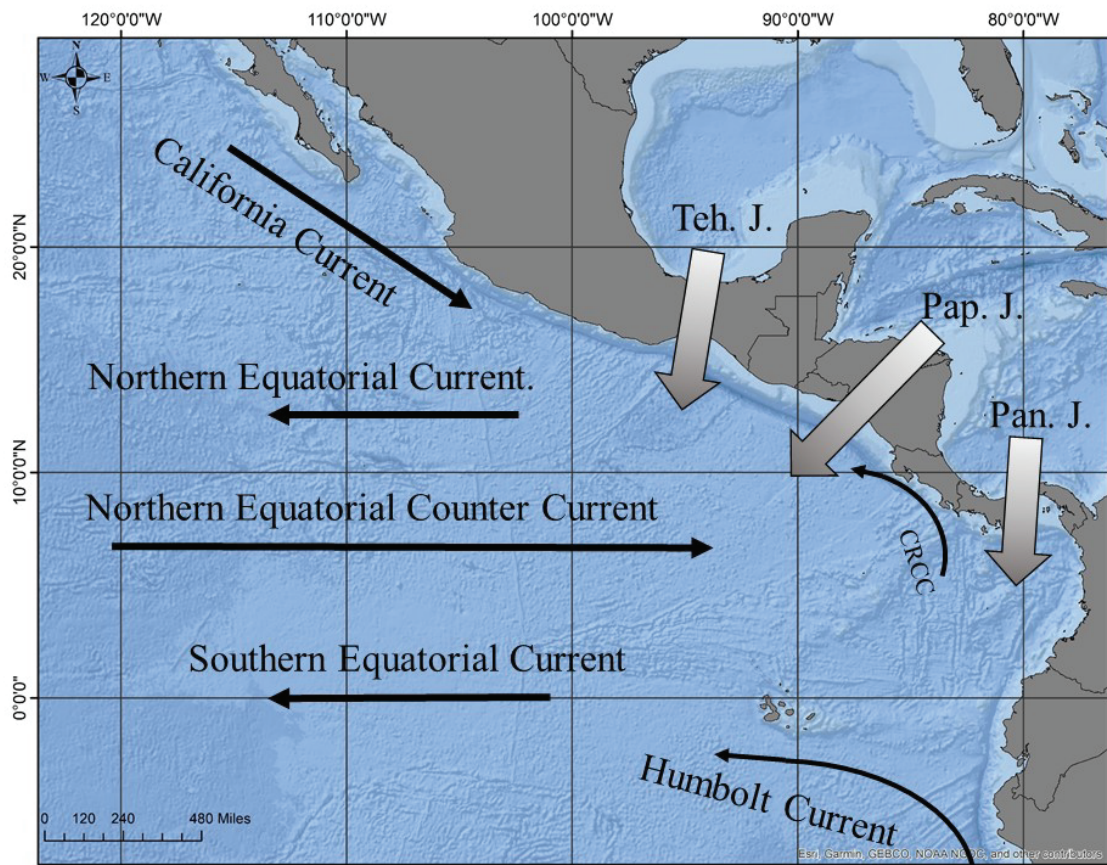 120°0'0"W
110°0'0"W
100°0'0"W
90°0'0"W
80°0'0"W
N
W E
S
20°0'0"N
10°0'0"N
0°0'0"
California Current
Teh. J.
Pap. J.
Northern Equatorial Current.
Pan. J.
Northern Equatorial Counter Current
CRCC
Southern Equatorial Current
Humbolt Current
0 120 240 480 Miles
Esri, Garmin, GEBCO, NOAA NGDC, and other contributors